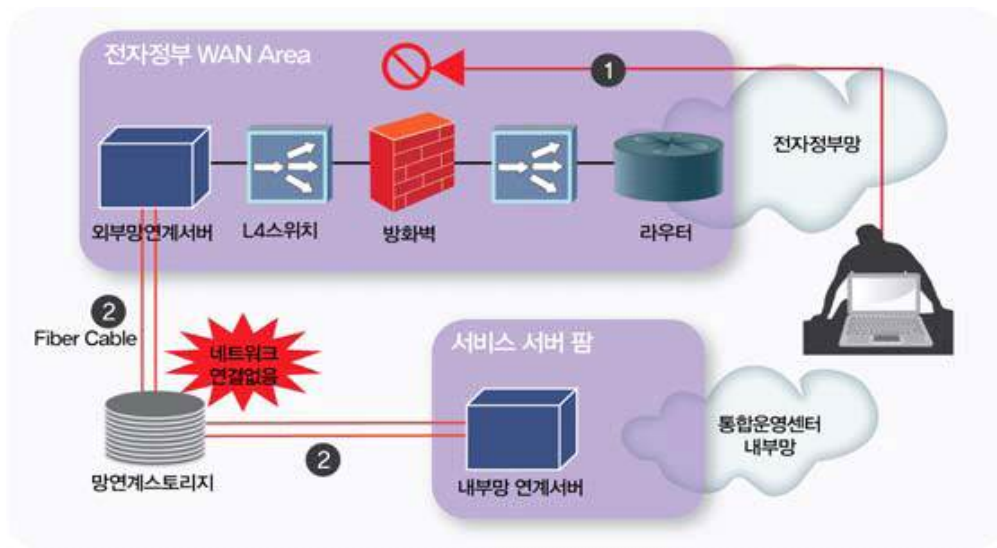 전자정부 WAN Area
1
전자정부망
외부망연계서버
L4스위치
방화벽
라우터
2
Fiber Cable
네트워크
연결없음
서비스 서버 팜
통합운영센터
내부망
2
망연계스토리지
내부망 연계서버